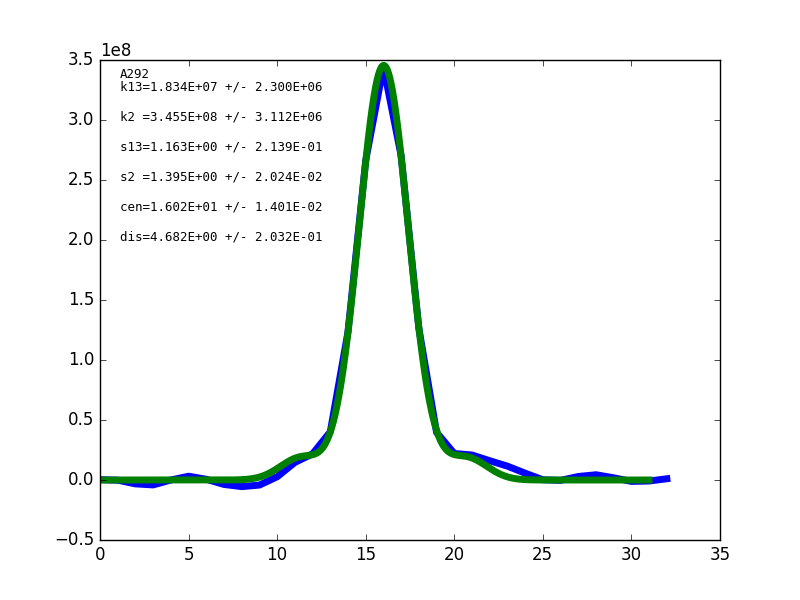 1e8
A292
k13=1.834E+07 +/- 2.300E+06
k2 =3.455E+08 +/- 3.112E+06
s13=1.163E+00 +/- 2.139E-01
s2 =1.395E+00 +/- 2.024E-02
cen=1.602E+01 +/- 1.401E-02
dis=4.682E+00 +/- 2.032E-01
3.5
3.0
2.5
2.0
1.5
1.0
0.5
0.0
−0.5
0 5 10 15 20 25 30 35